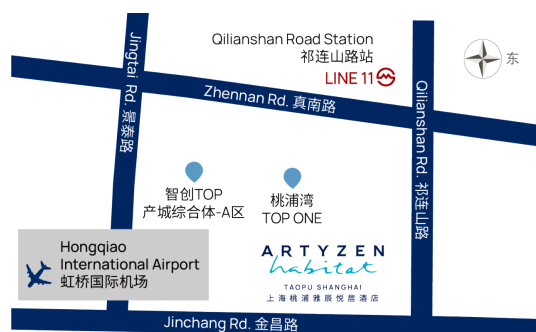 Qilianshan Road Station
祁连山路站
LINE 11
东
Jingtai Rd. 景泰路
Zhennan Rd. 真南路
Qilianshan Rd. 祁连山路
智创TOP
产城综合体-A区
桃浦湾
TOP ONE
Hongqiao
International Airport
虹桥国际机场
ARTYZEN
habitat
TAOPU SHANGHAI
上海桃浦雅辰悦居酒店
Jinchang Rd. 金昌路